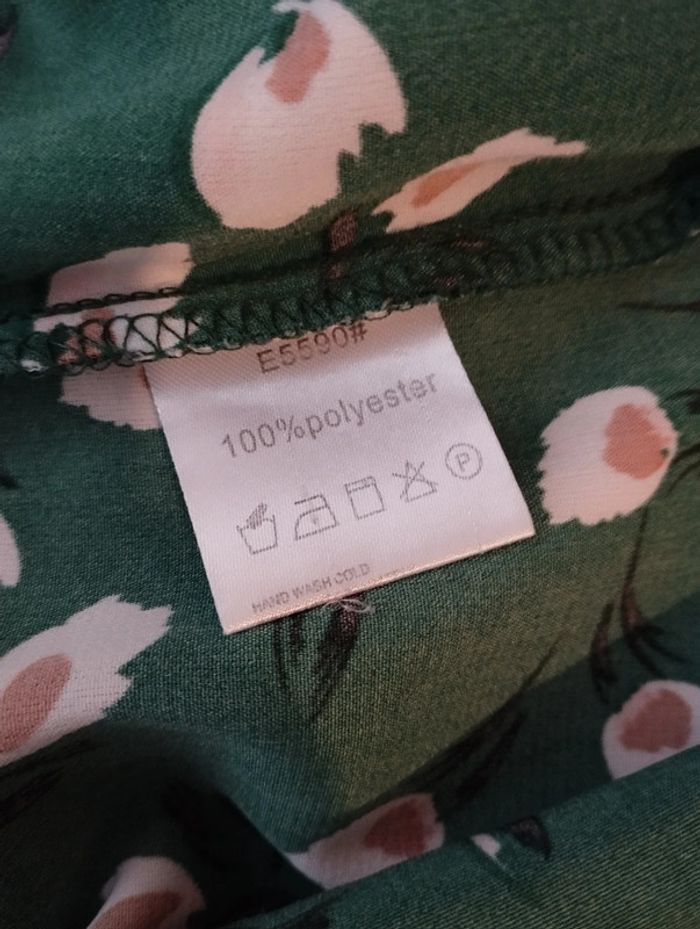 E5590#
100%polyester
P
HAND WASH COLD